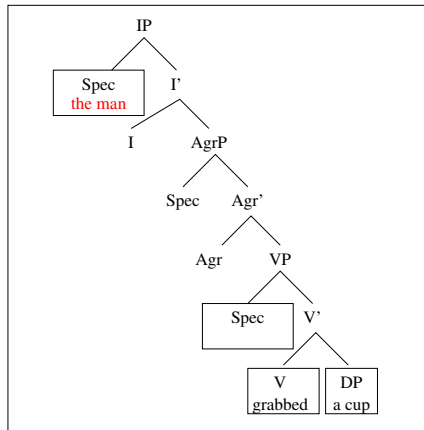 IP
Spec I'
the man
I AgrP
Spec Agr'
Agr VP
Spec V'
V DP
grabbed a cup